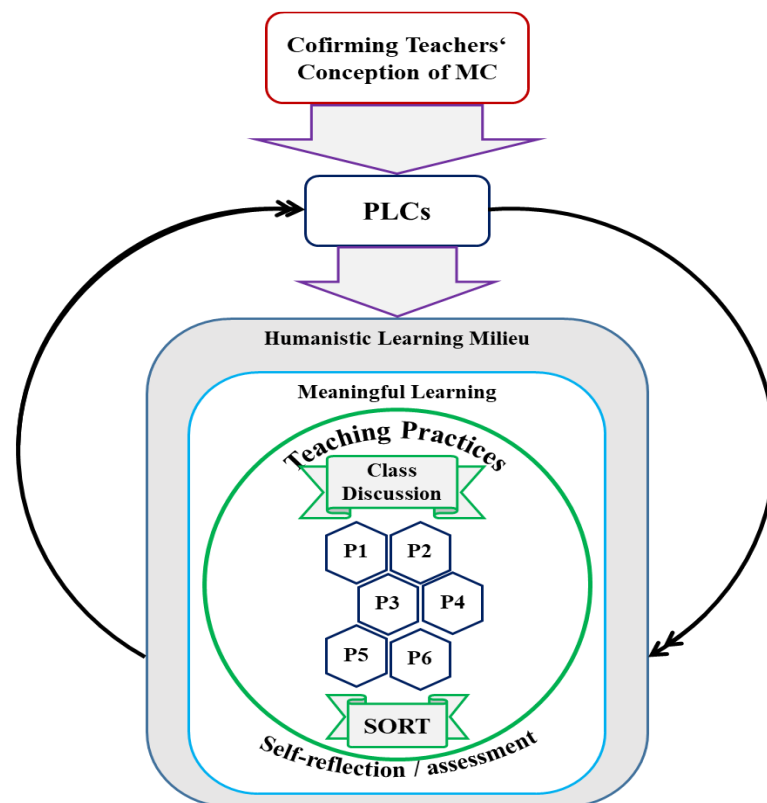 Cofirming Teachers‘
Conception of MC
PLCs
Humanistic Learning Milieu
Meaningful Learning
Teaching Practices
Class
Discussion
P1 P2
P3 P4
P5 P6
SORT
Self-reflection / assessment